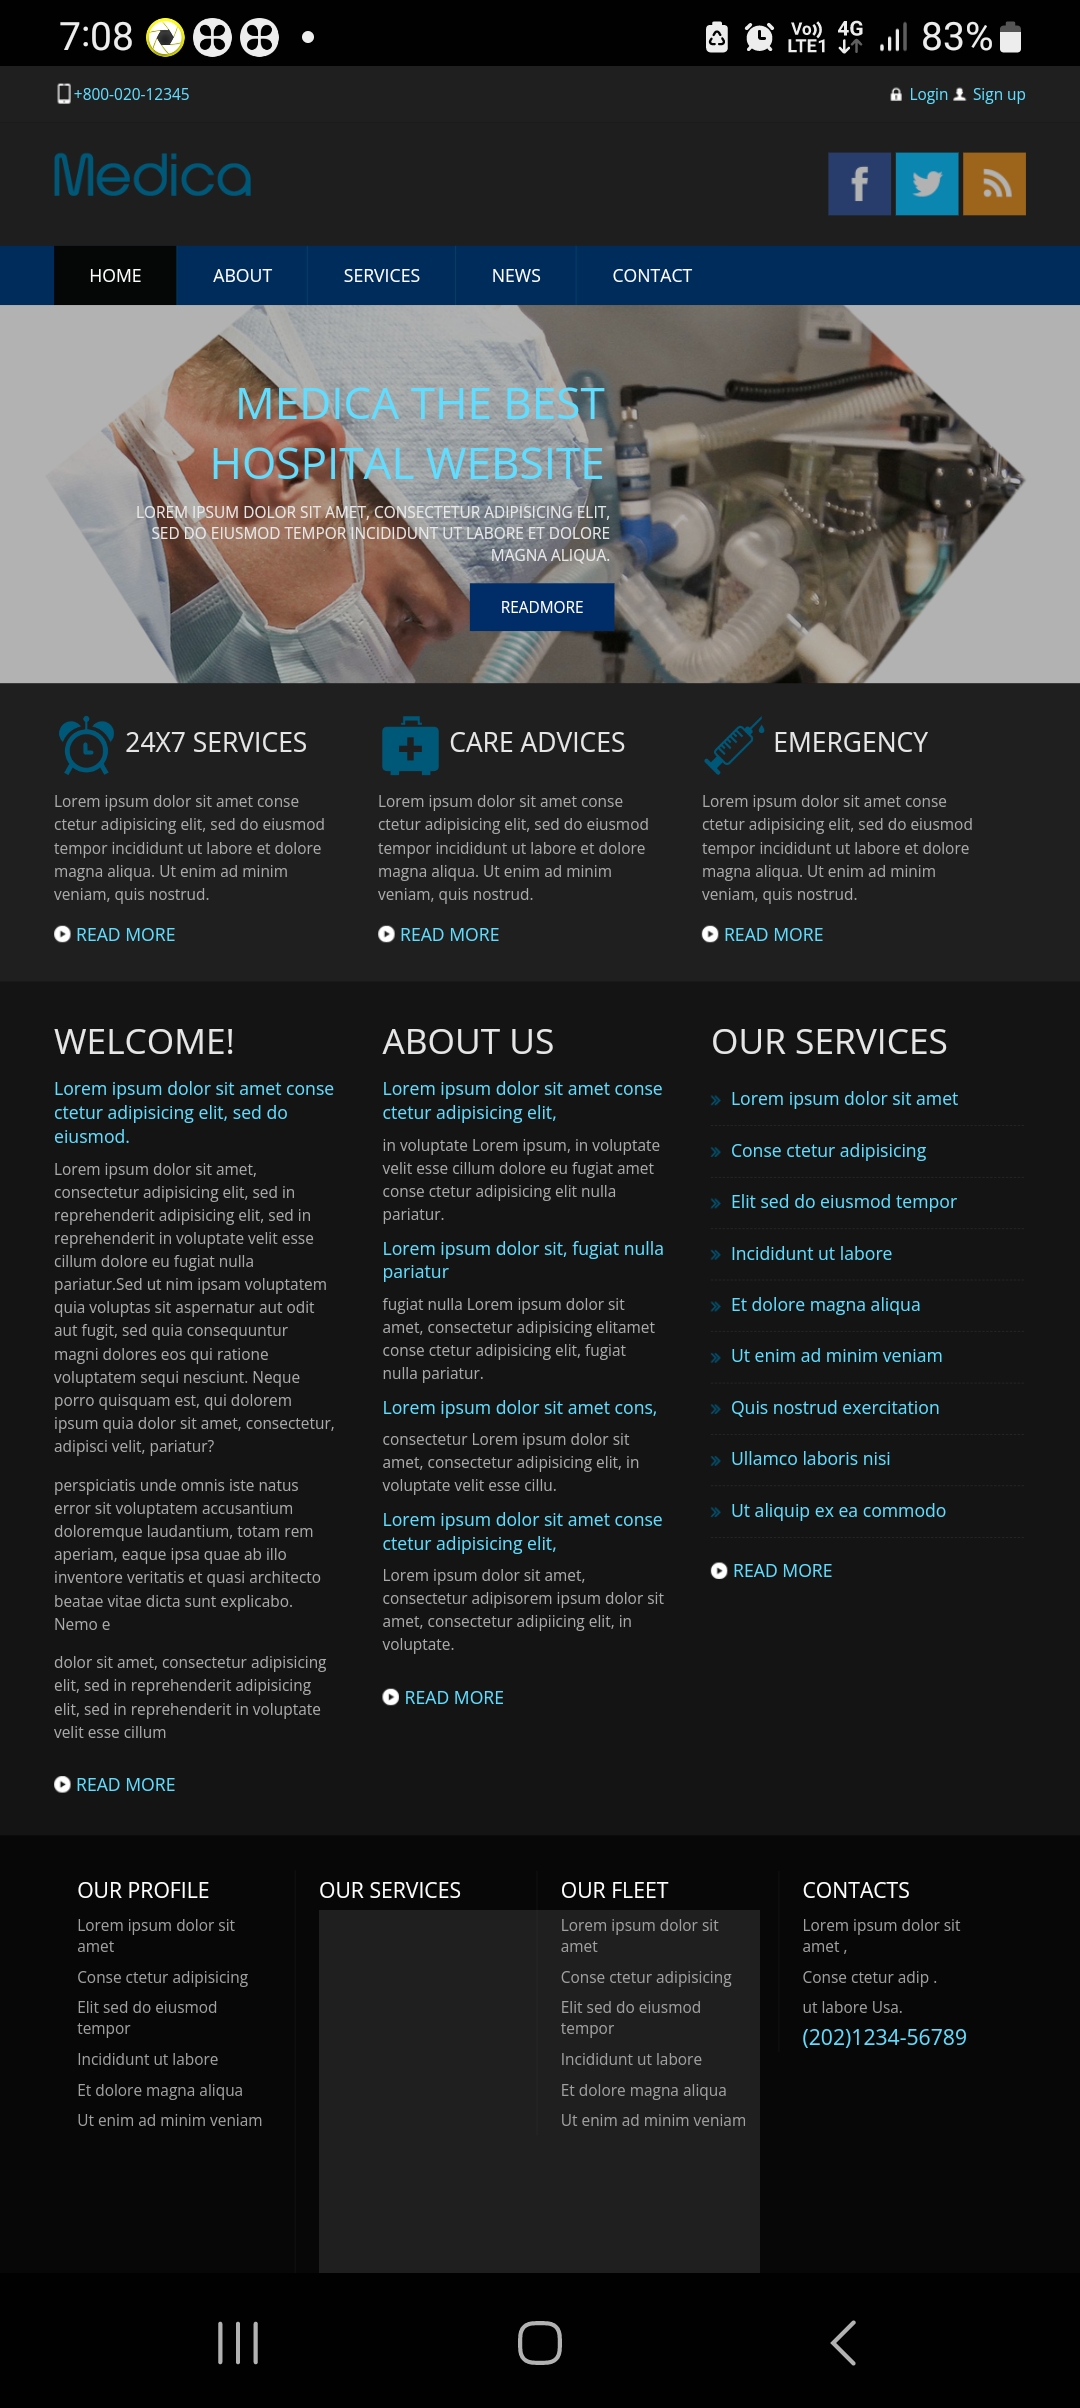 7:08
Vo)) LTE1 4G 83%
+800-020-12345
Login Sign up
Medica
HOME ABOUT SERVICES NEWS CONTACT
MEDICA THE BEST
HOSPITAL WEBSITE
LOREM IPSUM DOLOR SIT AMET, CONSECTETUR ADIPISICING ELIT,
SED DO EIUSMOD TEMPOR INCIDIDUNT UT LABORE ET DOLORE
MAGNA ALIQUA.
READMORE
24X7 SERVICES
Lorem ipsum dolor sit amet conse
ctetur adipisicing elit, sed do eiusmod
tempor incididunt ut labore et dolore
magna aliqua. Ut enim ad minim
veniam, quis nostrud.
READ MORE
CARE ADVICES
Lorem ipsum dolor sit amet conse
ctetur adipisicing elit, sed do eiusmod
tempor incididunt ut labore et dolore
magna aliqua. Ut enim ad minim
veniam, quis nostrud.
READ MORE
EMERGENCY
Lorem ipsum dolor sit amet conse
ctetur adipisicing elit, sed do eiusmod
tempor incididunt ut labore et dolore
magna aliqua. Ut enim ad minim
veniam, quis nostrud.
READ MORE
WELCOME!
Lorem ipsum dolor sit amet conse
ctetur adipisicing elit, sed do
eiusmod.
Lorem ipsum dolor sit amet,
consectetur adipisicing elit, sed in
reprehenderit adipisicing elit, sed in
reprehenderit in voluptate velit esse
cillum dolore eu fugiat nulla
pariatur.Sed ut nim ipsam voluptatem
quia voluptas sit aspernatur aut odit
aut fugit, sed quia consequuntur
magni dolores eos qui ratione
voluptatem sequi nesciunt. Neque
porro quisquam est, qui dolorem
ipsum quia dolor sit amet, consectetur,
adipisci velit, pariatur?
perspiciatis unde omnis iste natus
error sit voluptatem accusantium
doloremque laudantium, totam rem
aperiam, eaque ipsa quae ab illo
inventore veritatis et quasi architecto
beatae vitae dicta sunt explicabo.
Nemo e
dolor sit amet, consectetur adipisicing
elit, sed in reprehenderit adipisicing
elit, sed in reprehenderit in voluptate
velit esse cillum
READ MORE
ABOUT US
Lorem ipsum dolor sit amet conse
ctetur adipisicing elit,
in voluptate Lorem ipsum, in voluptate
velit esse cillum dolore eu fugiat amet
conse ctetur adipisicing elit nulla
pariatur.
Lorem ipsum dolor sit, fugiat nulla
pariatur
fugiat nulla Lorem ipsum dolor sit
amet, consectetur adipisicing elitamet
conse ctetur adipisicing elit, fugiat
nulla pariatur.
Lorem ipsum dolor sit amet cons,
consectetur Lorem ipsum dolor sit
amet, consectetur adipisicing elit, in
voluptate velit esse cillu.
Lorem ipsum dolor sit amet conse
ctetur adipisicing elit,
Lorem ipsum dolor sit amet,
consectetur adipisorem ipsum dolor sit
amet, consectetur adipiicing elit, in
voluptate.
READ MORE
OUR SERVICES
Lorem ipsum dolor sit amet
Conse ctetur adipisicing
Elit sed do eiusmod tempor
Incididunt ut labore
Et dolore magna aliqua
Ut enim ad minim veniam
Quis nostrud exercitation
Ullamco laboris nisi
Ut aliquip ex ea commodo
READ MORE
OUR PROFILE
Lorem ipsum dolor sit
amet
Conse ctetur adipisicing
Elit sed do eiusmod
tempor
Incididunt ut labore
Et dolore magna aliqua
Ut enim ad minim veniam
OUR SERVICES
OUR FLEET
Lorem ipsum dolor sit
amet
Conse ctetur adipisicing
Elit sed do eiusmod
tempor
Incididunt ut labore
Et dolore magna aliqua
Ut enim ad minim veniam
CONTACTS
Lorem ipsum dolor sit
amet ,
Conse ctetur adip .
ut labore Usa.
(202)1234-56789